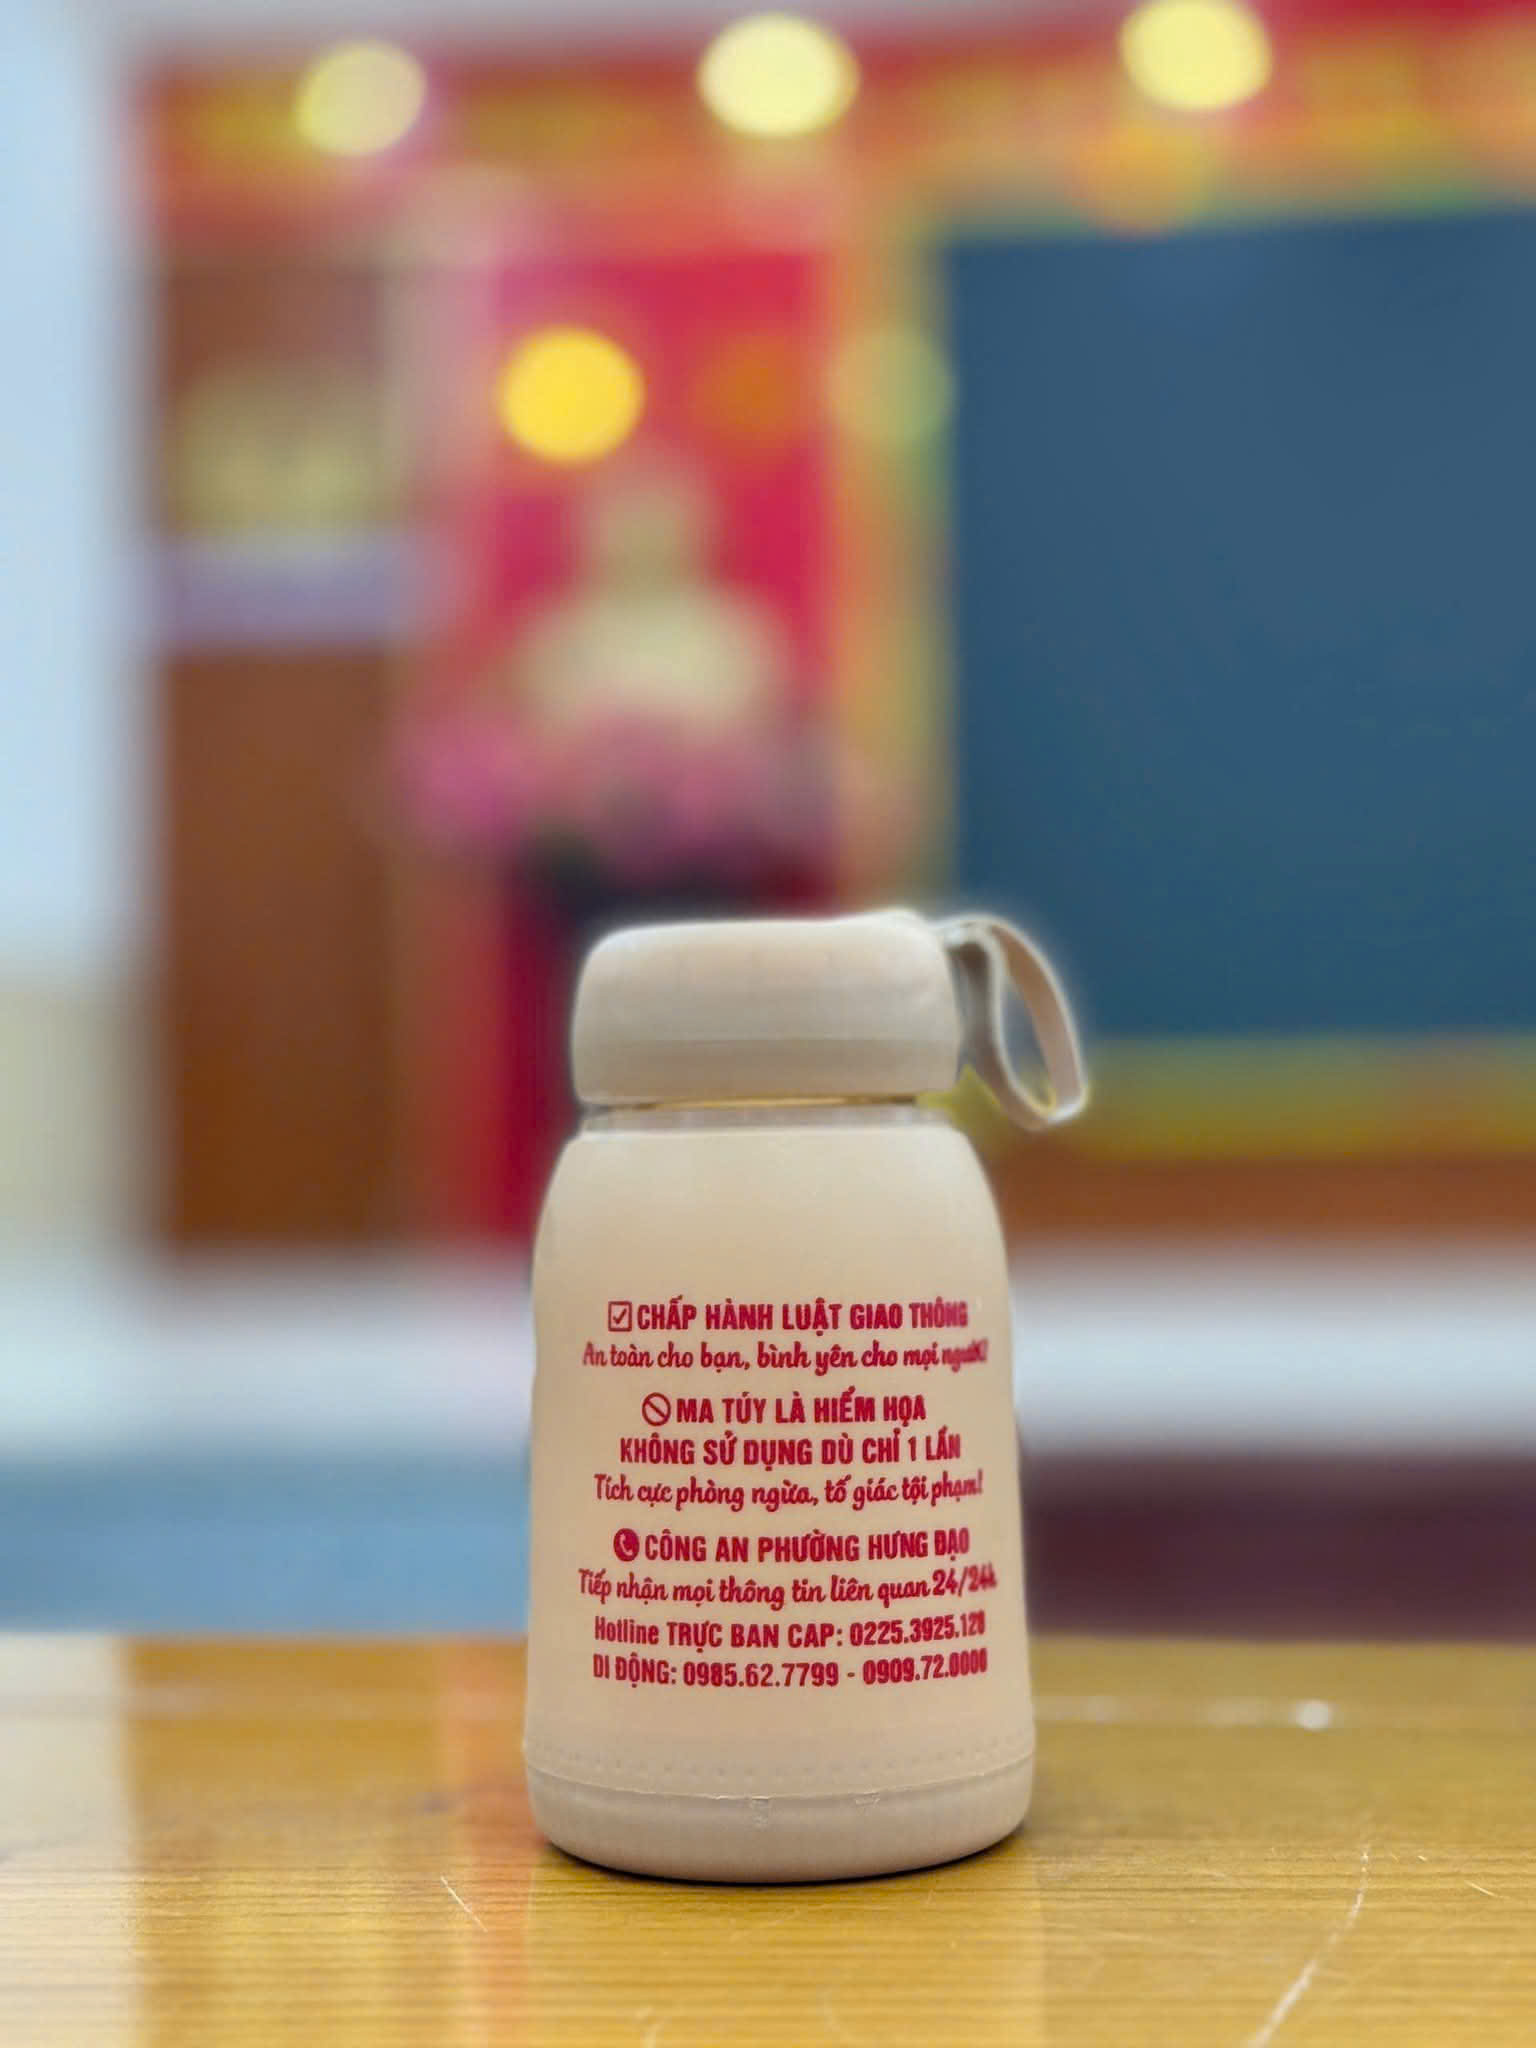 CHẤP HÀNH LUẬT GIAO THÔNG
An toàn cho bạn, bình yên cho mọi
MA TÚY LÀ HIỂM HỌA
KHÔNG SỬ DỤNG DÙ CHỈ 1 LẦN
Tích cực phòng ngừa, tố giác tội phạm!
CÔNG AN PHƯỜNG HƯNG ĐẠO
Tiếp nhận mọi thông tin liên quan 24/24h
Hotline TRỰC BAN CAP: 0225.3925.128
DI ĐỘNG: 0985.62.7799 - 0909.72.0000